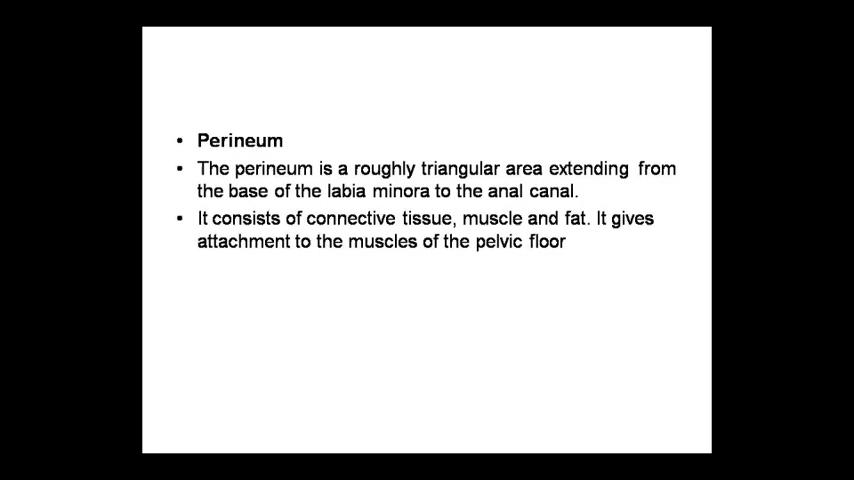 • Perineum
• The perineum is a roughly triangular area extending from
the base of the labia minora to the anal canal.
• It consists of connective tissue, muscle and fat. It gives
attachment to the muscles of the pelvic floor